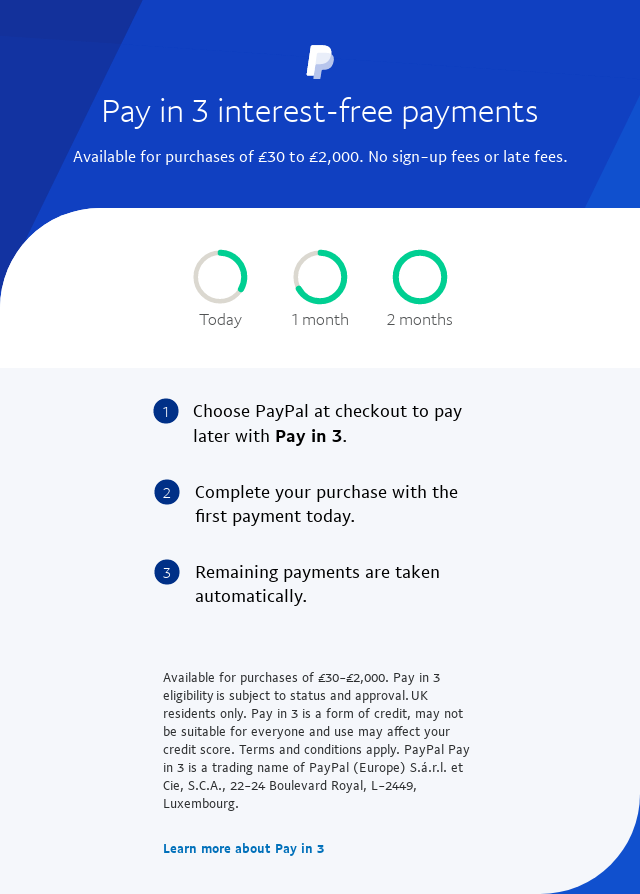 Pay in 3 interest-free payments
Available for purchases of £30 to £2,000. No sign-up fees or late fees.
Today
1 month
2 months
1 Choose PayPal at checkout to pay
later with Pay in 3.
2 Complete your purchase with the
first payment today.
3 Remaining payments are taken
automatically.
Available for purchases of £30-£2,000. Pay in 3
eligibility is subject to status and approval. UK
residents only. Pay in 3 is a form of credit, may not
be suitable for everyone and use may affect your
credit score. Terms and conditions apply. PayPal Pay
in 3 is a trading name of PayPal (Europe) S.á.r.l. et
Cie, S.C.A., 22-24 Boulevard Royal, L-2449,
Luxembourg.
Learn more about Pay in 3